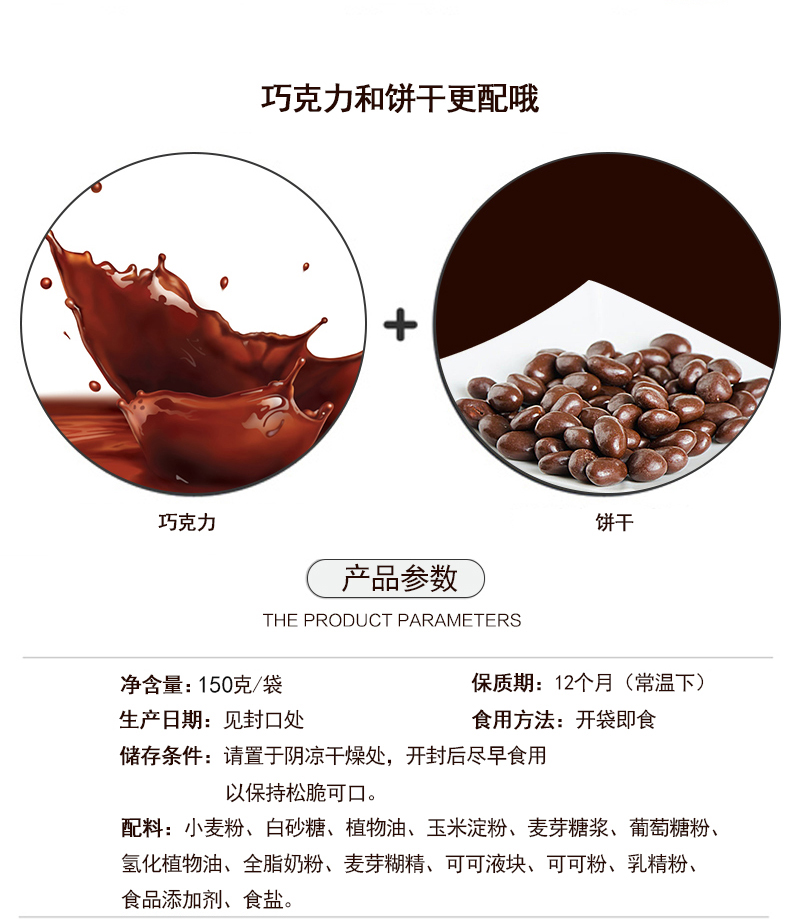 巧克力和饼干更配哦
巧克力
饼干
产品参数
THE PRODUCT PARAMETERS
净含量：150克/袋 保质期：12个月（常温下）
生产日期：见封口处 食用方法：开袋即食
储存条件：请置于阴凉干燥处，开封后尽早食用
以保持松脆可口。
配料：小麦粉、白砂糖、植物油、玉米淀粉、麦芽糖浆、葡萄糖粉、
氢化植物油、全脂奶粉、麦芽糊精、可可液块、可可粉、乳精粉、
食品添加剂、食盐。